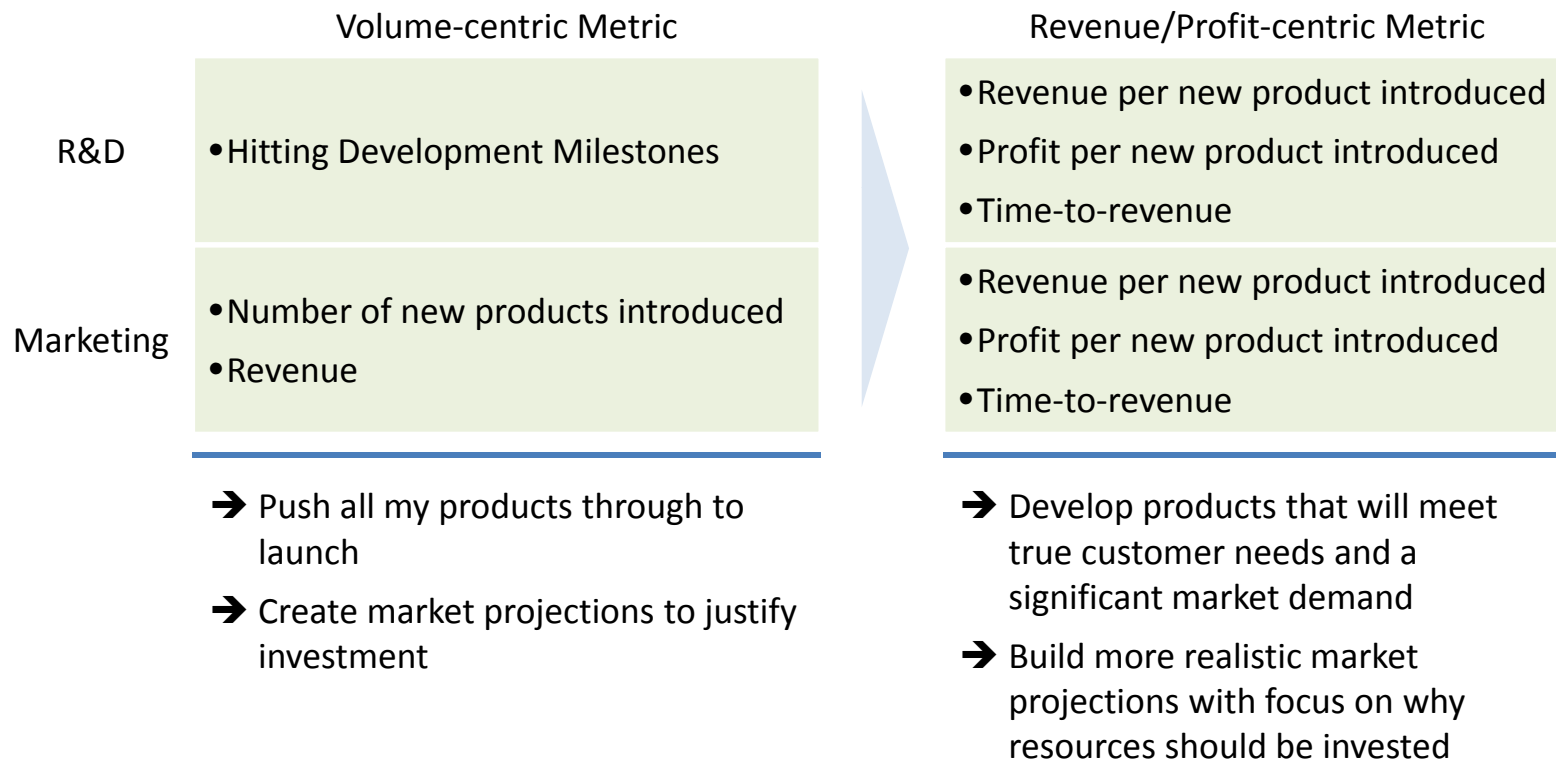 Volume-centric Metric
Revenue/Profit-centric Metric
R&D
•Hitting Development Milestones
•Revenue per new product introduced
•Profit per new product introduced
•Time-to-revenue
Marketing
•Number of new products introduced
•Revenue
•Revenue per new product introduced
•Profit per new product introduced
•Time-to-revenue
➔ Push all my products through to
launch
➔ Create market projections to justify
investment
➔ Develop products that will meet
true customer needs and a
significant market demand
➔ Build more realistic market
projections with focus on why
resources should be invested